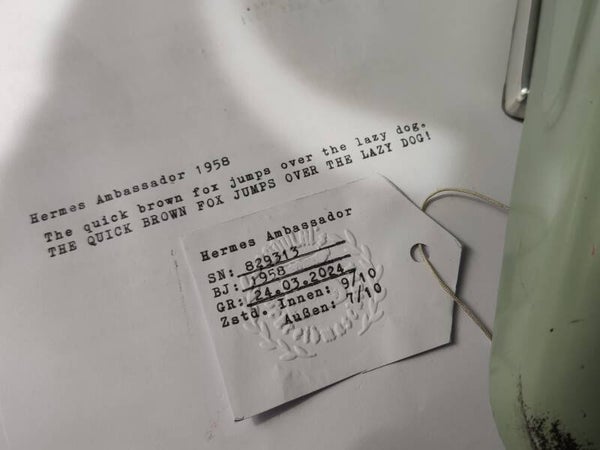 Hermes Ambassador 1958
The quick brown fox jumps over the lazy dog.
THE QUICK BROWN FOX JUMPS OVER THE LAZY DOG!
Hermes Ambassador
SN: 829313
BJ: 1958
GR: 24.03.2024
Zstd. Innen: 9/10
Außen: 7/10